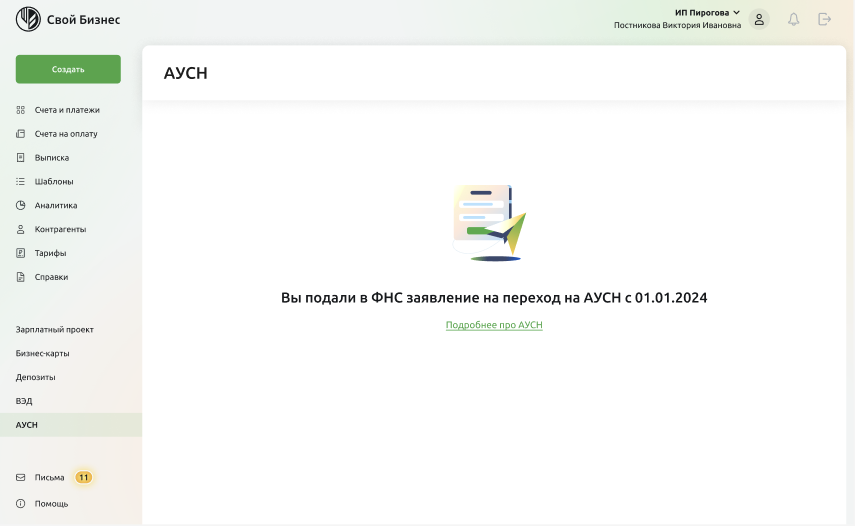 Свой Бизнес
ИП Пирогова
Постникова Виктория Ивановна
Создать
АУСН
Счета и платежи
Счета на оплату
Выписка
Шаблоны
Аналитика
Контрагенты
Тарифы
Справки
Вы подали в ФНС заявление на переход на АУСН с 01.01.2024
Подробнее про АУСН
Зарплатный проект
Бизнес-карты
Депозиты
ВЭД
АУСН
Письма 11
Помощь